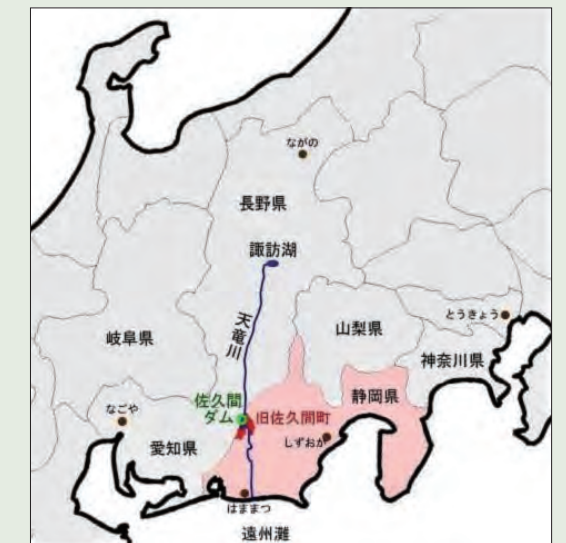 ながの
長野県
諏訪湖
天竜川
岐阜県
山梨県
とうきょう
神奈川県
静岡県
佐久間
ダム
旧佐久間町
なごや
しずおか
愛知県
はままつ
遠州灘